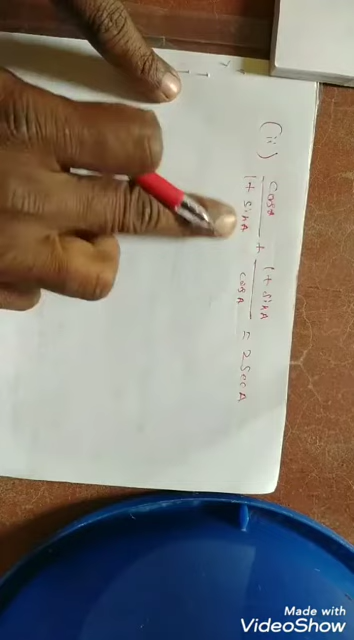 (ii) cosA/1+sinA + 1+sinA/cosA = 2secA
Made with
VideoShow